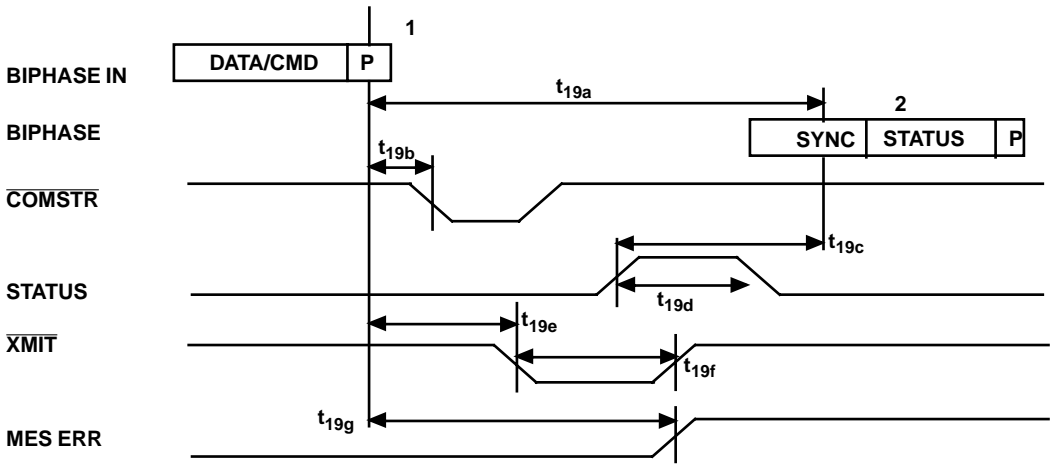 1
BIPHASE IN
DATA/CMD P
t19a
2
BIPHASE
SYNC STATUS P
t19b
COMSTR
t19c
STATUS
t19d
t19e
XMIT
t19f
t19g
MES ERR